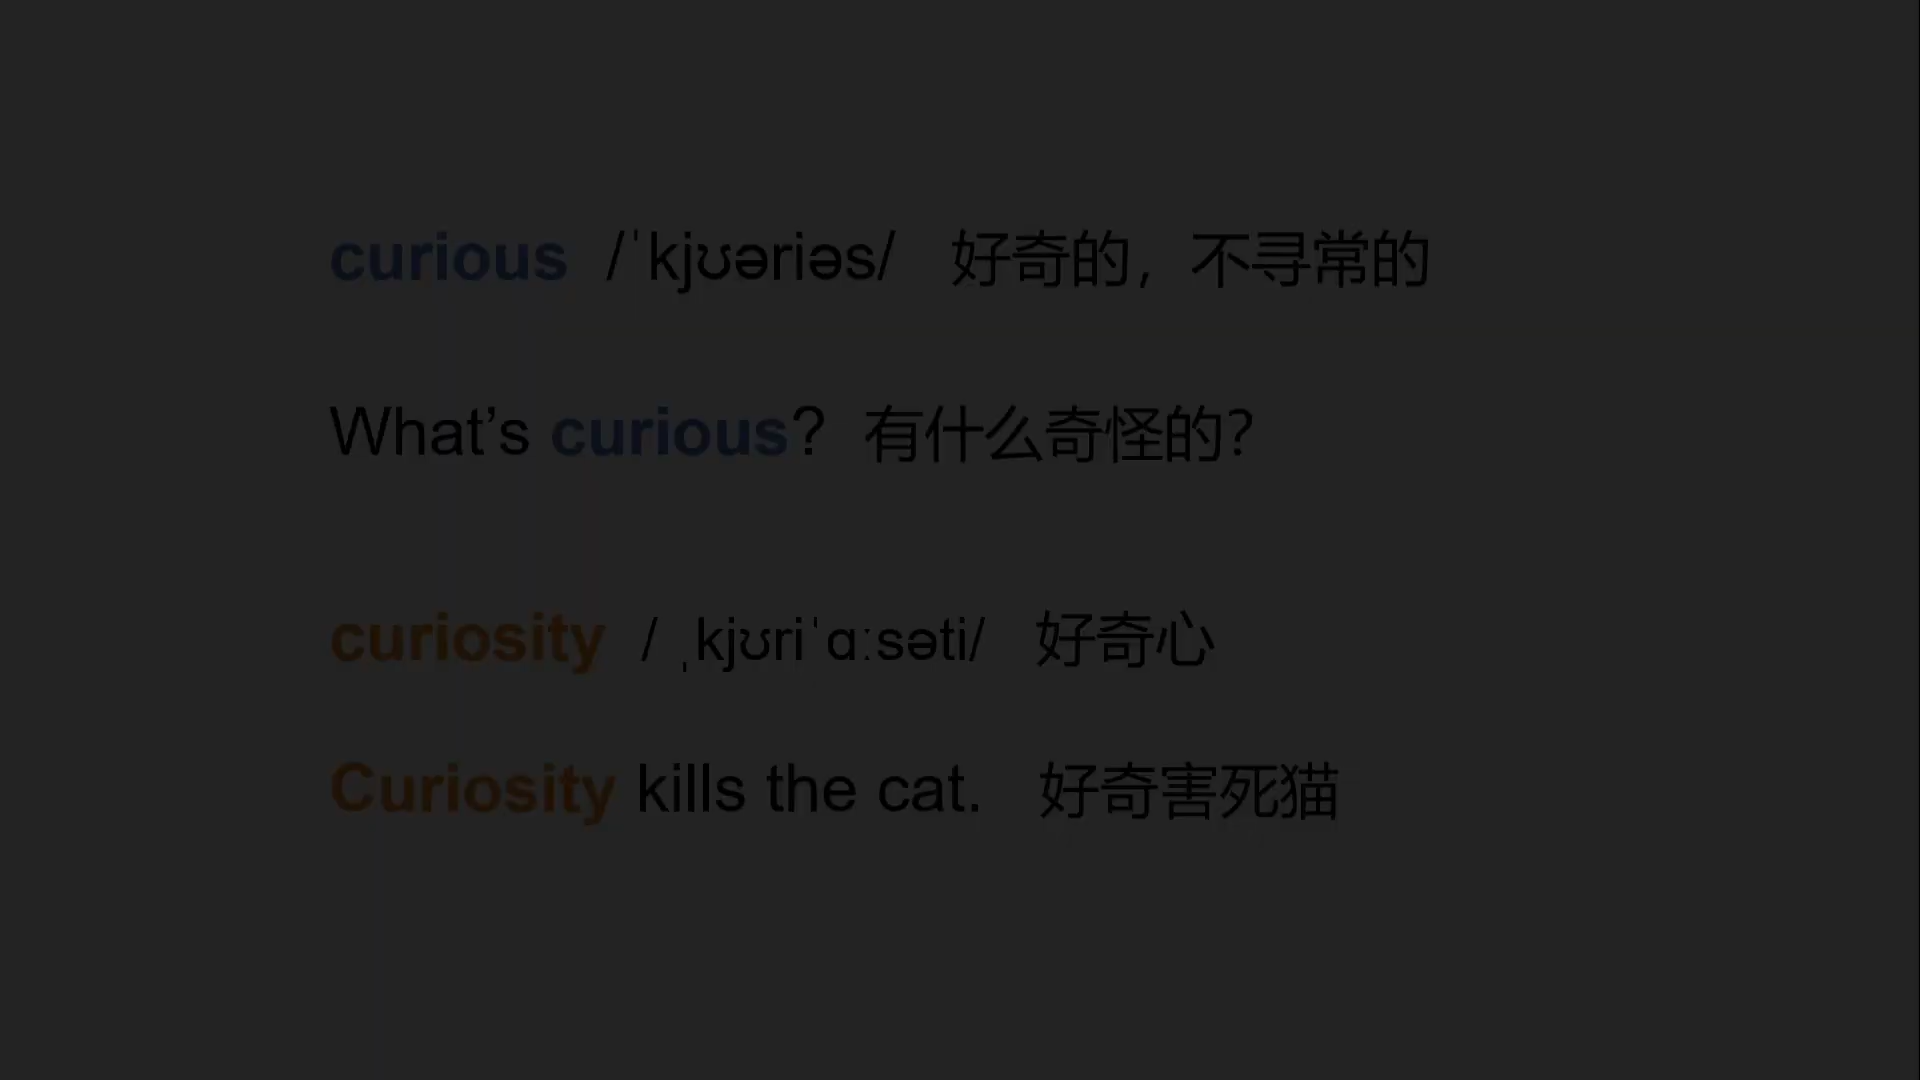 curious /ˈkjʊəriəs/ 好奇的，不寻常的
What’s curious? 有什么奇怪的?
curiosity / ˌkjʊriˈɑːsəti/ 好奇心
Curiosity kills the cat. 好奇害死猫